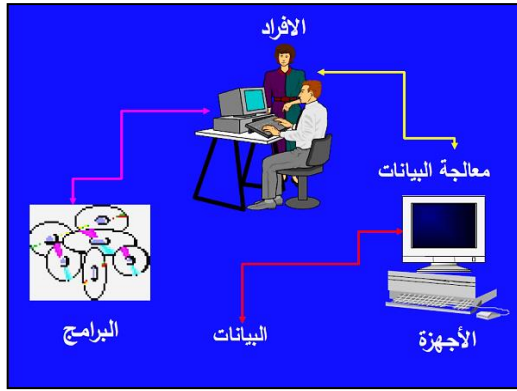 الافراد
معالجة البيانات
البرامج
البيانات
الأجهزة